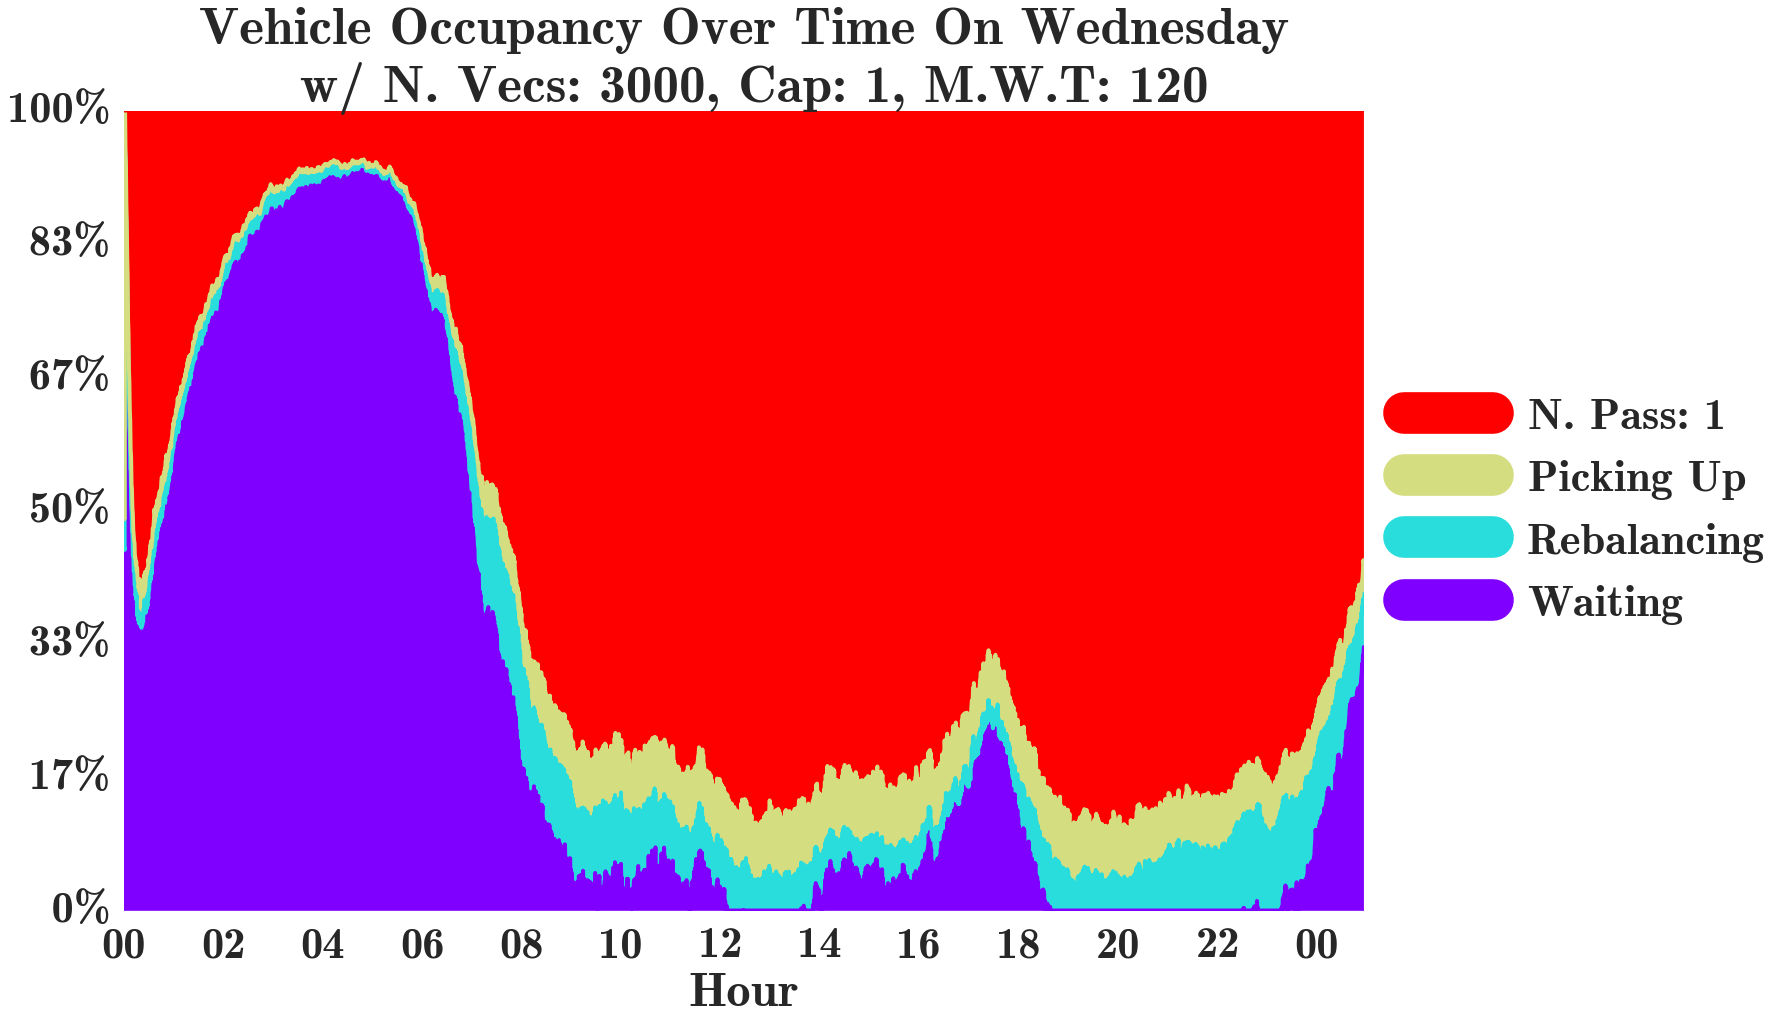 Vehicle Occupancy Over Time On Wednesday
w/ N. Vecs: 3000, Cap: 1, M.W.T: 120
100%
83%
67%
50%
33%
17%
0%
00 02 04 06 08 10 12 14 16 18 20 22 00
Hour
N. Pass: 1
Picking Up
Rebalancing
Waiting